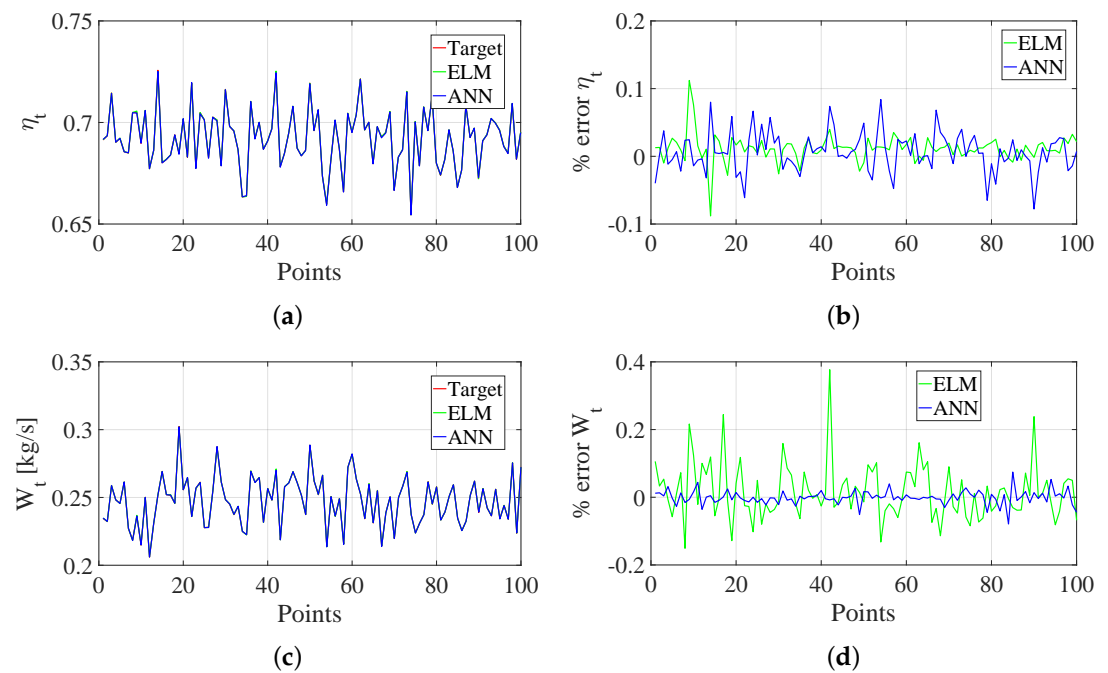 0.75
0.7
0.65
η_t
0 20 40 60 80 100
Points
Target
ELM
ANN
(a)
0.2
0.1
0
-0.1
% error η_t
0 20 40 60 80 100
Points
ELM
ANN
(b)
0.35
0.3
0.25
0.2
W_t [kg/s]
0 20 40 60 80 100
Points
Target
ELM
ANN
(c)
0.4
0.2
0
-0.2
% error W_t
0 20 40 60 80 100
Points
ELM
ANN
(d)